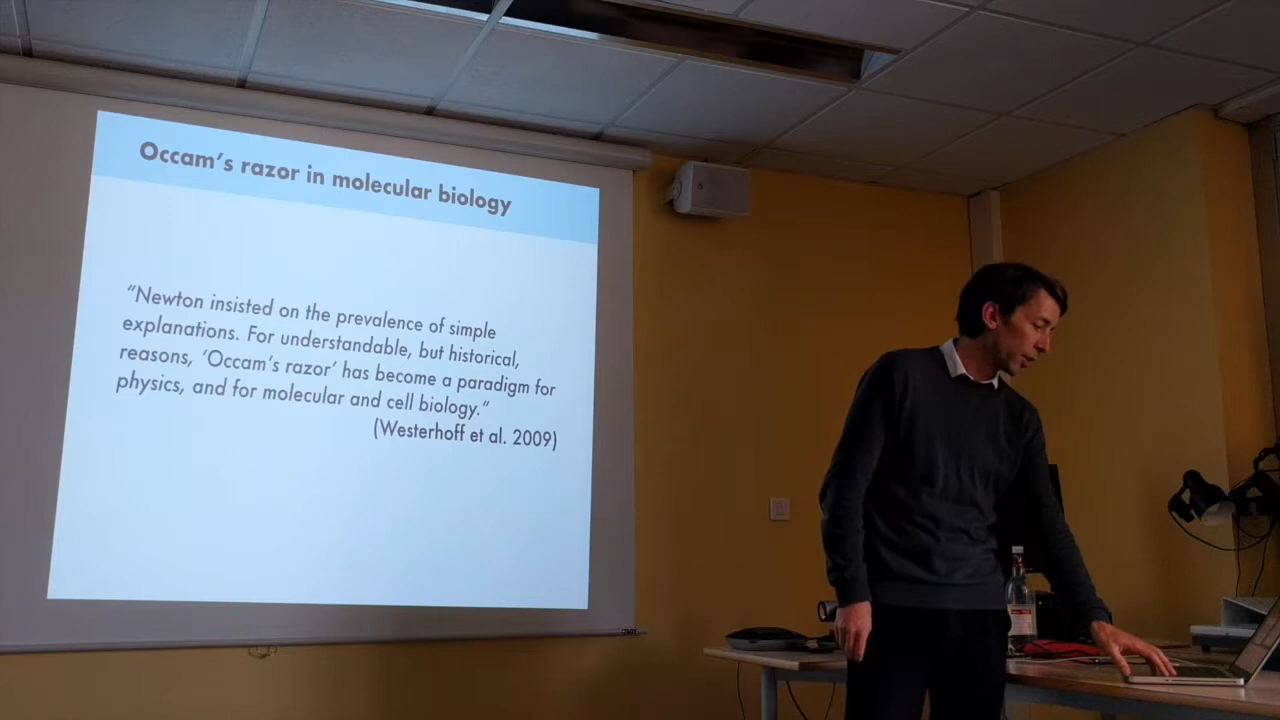 Occam's razor in molecular biology
“Newton insisted on the prevalence of simple
explanations. For understandable, but historical,
reasons, ‘Occam's razor’ has become a paradigm for
physics, and for molecular and cell biology.”
(Westerhoff et al. 2009)